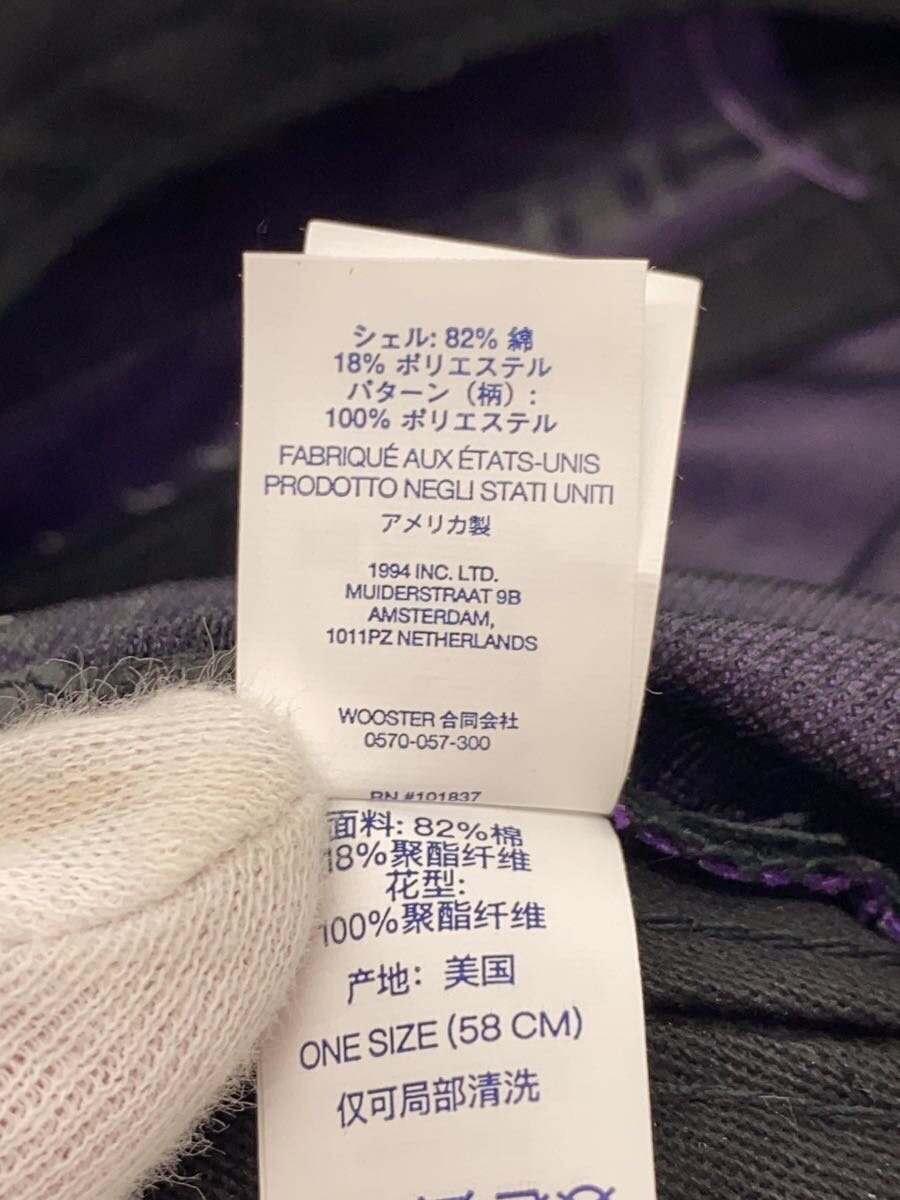 シェル: 82% 綿
18% ポリエステル
パターン（柄）:
100% ポリエステル
FABRIQUÉ AUX ÉTATS-UNIS
PRODOTTO NEGLI STATI UNITI
アメリカ製
1994 INC. LTD.
MUIDERSTRAAT 9B
AMSTERDAM,
1011PZ NETHERLANDS
WOOSTER 合同会社
0570-057-300
RN #101837
面料: 82%棉
18%聚酯纤维
花型:
100%聚酯纤维
产地: 美国
ONE SIZE (58 CM)
仅可局部清洗